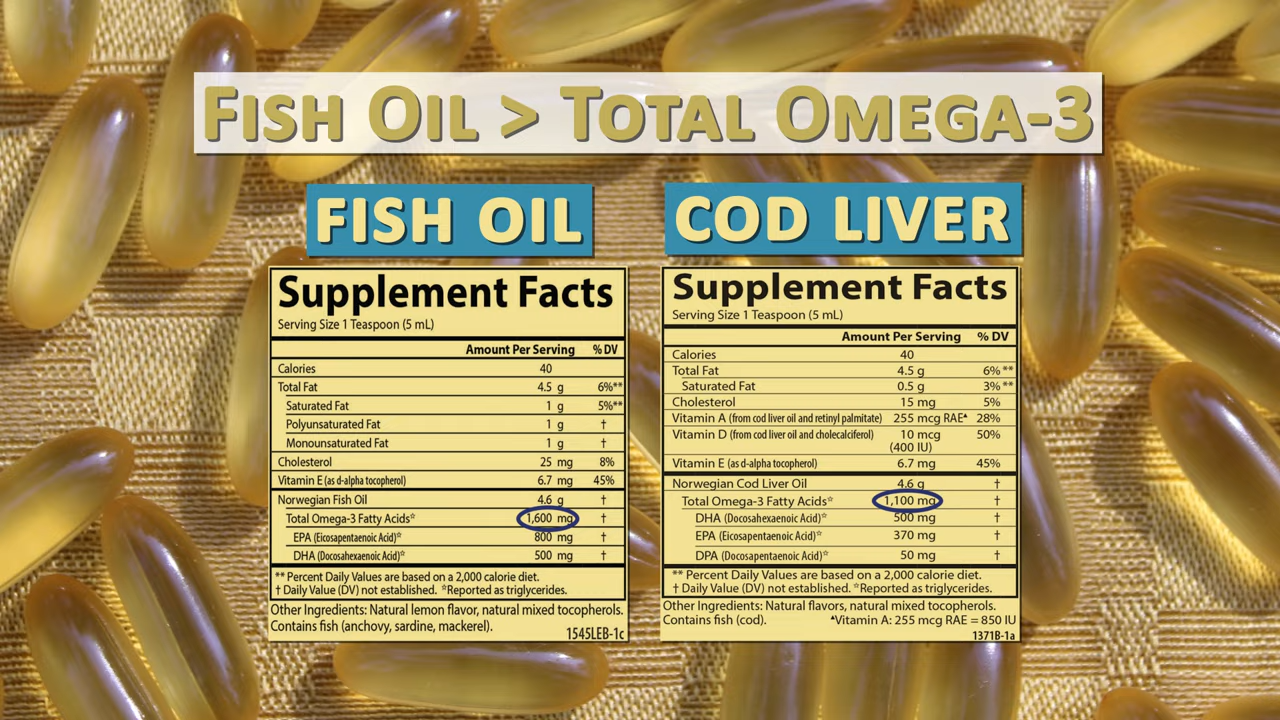 FISH OIL > TOTAL OMEGA-3
FISH OIL
Supplement Facts
Serving Size 1 Teaspoon (5 mL)
Amount Per Serving % DV
Calories 40
Total Fat 4.5 g 6%**
Saturated Fat 1 g 5%**
Polyunsaturated Fat 1 g †
Monounsaturated Fat 1 g †
Cholesterol 25 mg 8%
Vitamin E (as d-alpha tocopherol) 6.7 mg 45%
Norwegian Fish Oil 4.6 g †
Total Omega-3 Fatty Acids☆ 1,600 mg †
EPA (Eicosapentaenoic Acid)☆ 800 mg †
DHA (Docosahexaenoic Acid)☆ 500 mg †
** Percent Daily Values are based on a 2,000 calorie diet.
† Daily Value (DV) not established. ☆Reported as triglycerides.
Other Ingredients: Natural lemon flavor, natural mixed tocopherols.
Contains fish (anchovy, sardine, mackerel).
1545LEB-1c
COD LIVER
Supplement Facts
Serving Size 1 Teaspoon (5 mL)
Amount Per Serving % DV
Calories 40
Total Fat 4.5 g 6%**
Saturated Fat 0.5 g 3%**
Cholesterol 15 mg 5%
Vitamin A (from cod liver oil and retinyl palmitate) 255 mcg RAE▲ 28%
Vitamin D (from cod liver oil and cholecalciferol) 10 mcg 50%
(400 IU)
Vitamin E (as d-alpha tocopherol) 6.7 mg 45%
Norwegian Cod Liver Oil 4.6 g †
Total Omega-3 Fatty Acids☆ 1,100 mg †
DHA (Docosahexaenoic Acid)☆ 500 mg †
EPA (Eicosapentaenoic Acid)☆ 370 mg †
DPA (Docosapentaenoic Acid)☆ 50 mg †
** Percent Daily Values are based on a 2,000 calorie diet.
† Daily Value (DV) not established. ☆Reported as triglycerides.
Other Ingredients: Natural flavors, natural mixed tocopherols.
Contains fish (cod). ▲Vitamin A: 255 mcg RAE = 850 IU
1371B-1a